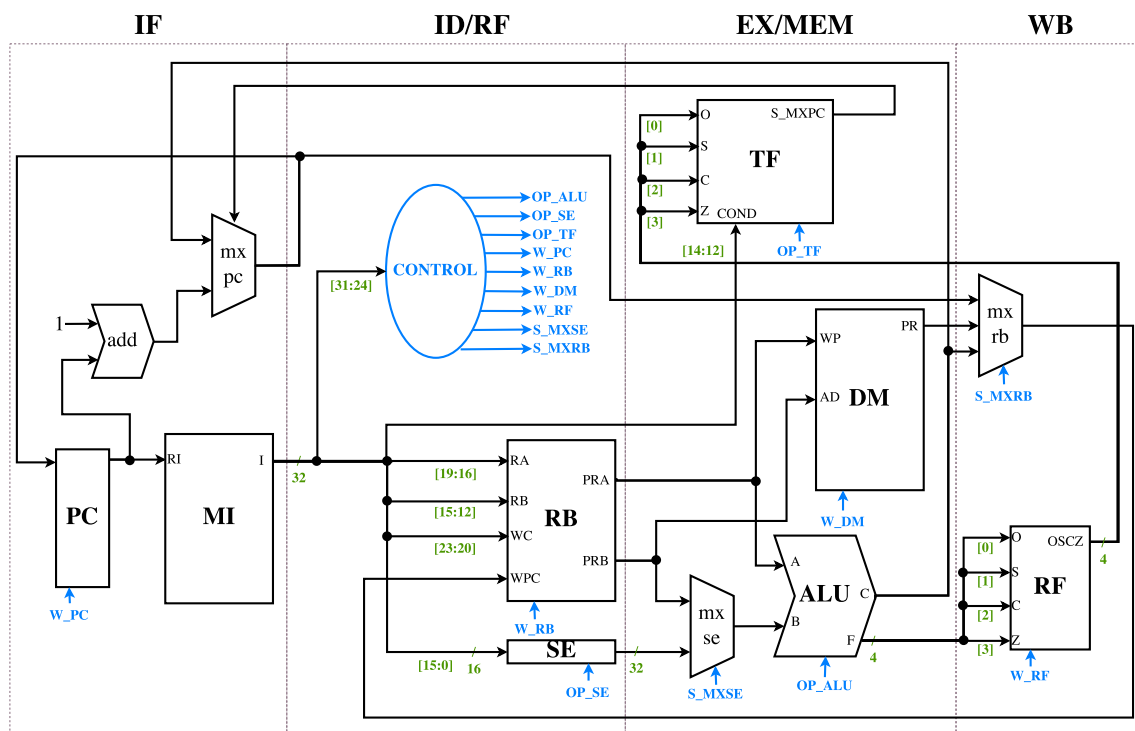 IF
ID/RF
EX/MEM
WB
O
S_MXPC
[0]
S
[1]
TF
C
[2]
Z
[3]
COND
[14:12]
OP_TF
mx
pc
CONTROL
[31:24]
OP_ALU
OP_SE
OP_TF
W_PC
W_RB
W_DM
W_RF
S_MXSE
S_MXRB
1
add
mx
rb
S_MXRB
WP
PR
DM
AD
W_DM
PC
W_PC
RI
I
MI
32
[19:16]
RA
PRA
[15:12]
RB
RB
[23:20]
WC
WPC
PRB
W_RB
[15:0]
16
SE
32
OP_SE
mx
se
S_MXSE
A
ALU
C
B
F
4
OP_ALU
O
OSCZ
[0]
4
S
[1]
RF
C
[2]
Z
[3]
W_RF